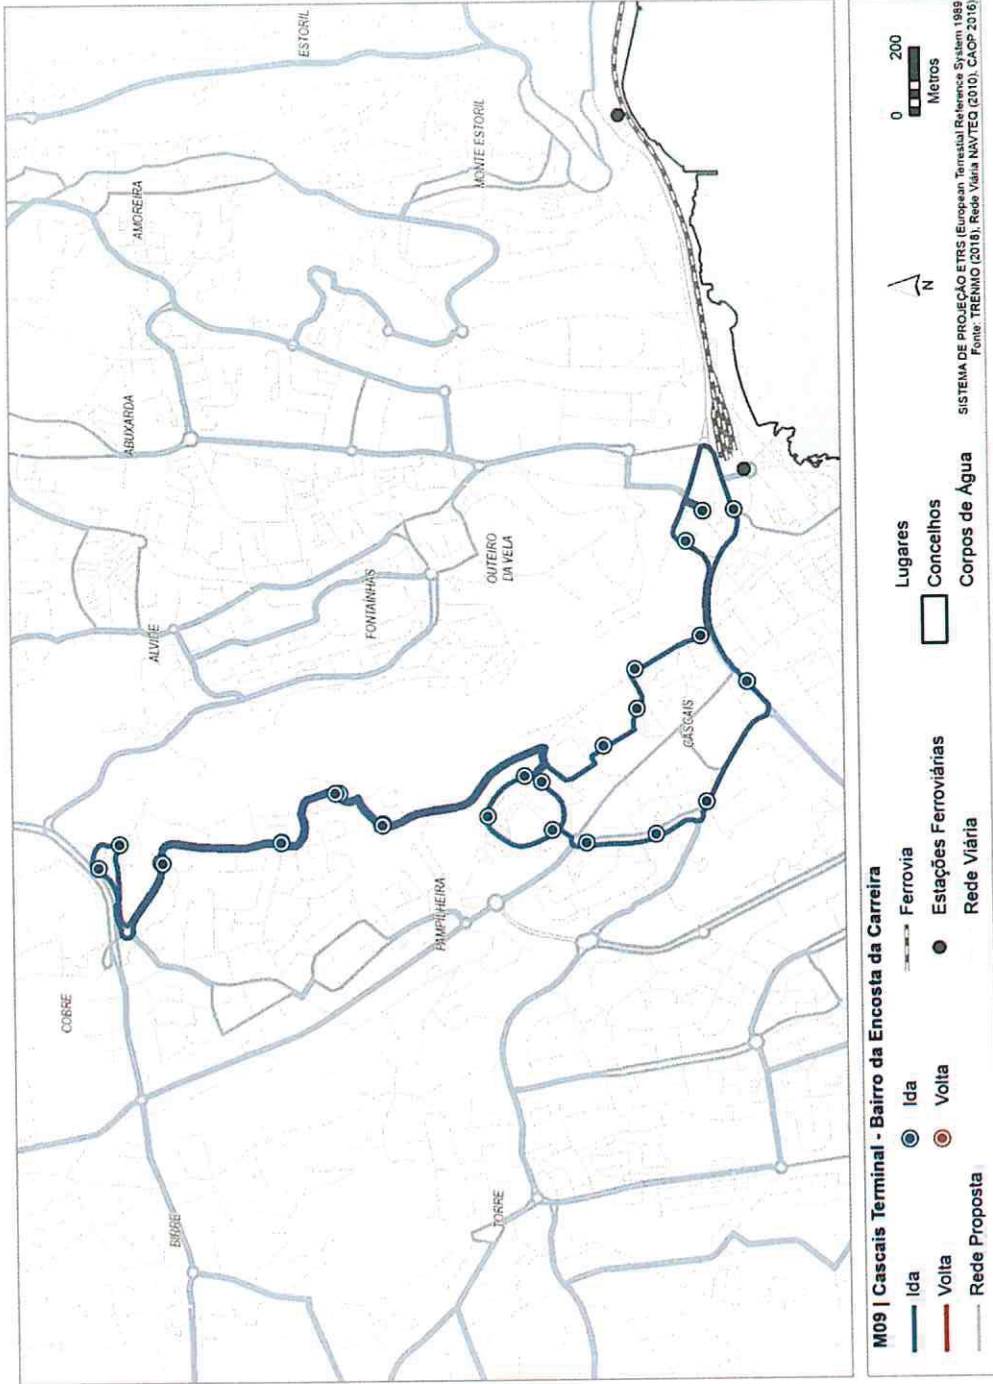 ESTORIL
AMOREIRA
MONTE ESTORIL
ABUXARDA
ALVIDE
FONTAÍNHAS
OUTEIRO
DA VELA
CASCAIS
COBRE
PAMPILHEIRA
BIRRE
TORRE
M09 | Cascais Terminal - Bairro da Encosta da Carreira
Ida
Volta
Rede Proposta
Ida
Volta
Ferrovia
Estações Ferroviárias
Rede Viária
Lugares
Concelhos
Corpos de Água
N
0 200
Metros
SISTEMA DE PROJEÇÃO ETRS (European Terrestrial Reference System 1989
Fonte: TRENMO (2018), Rede Viária NAVTEQ (2010), CAOP 2016)